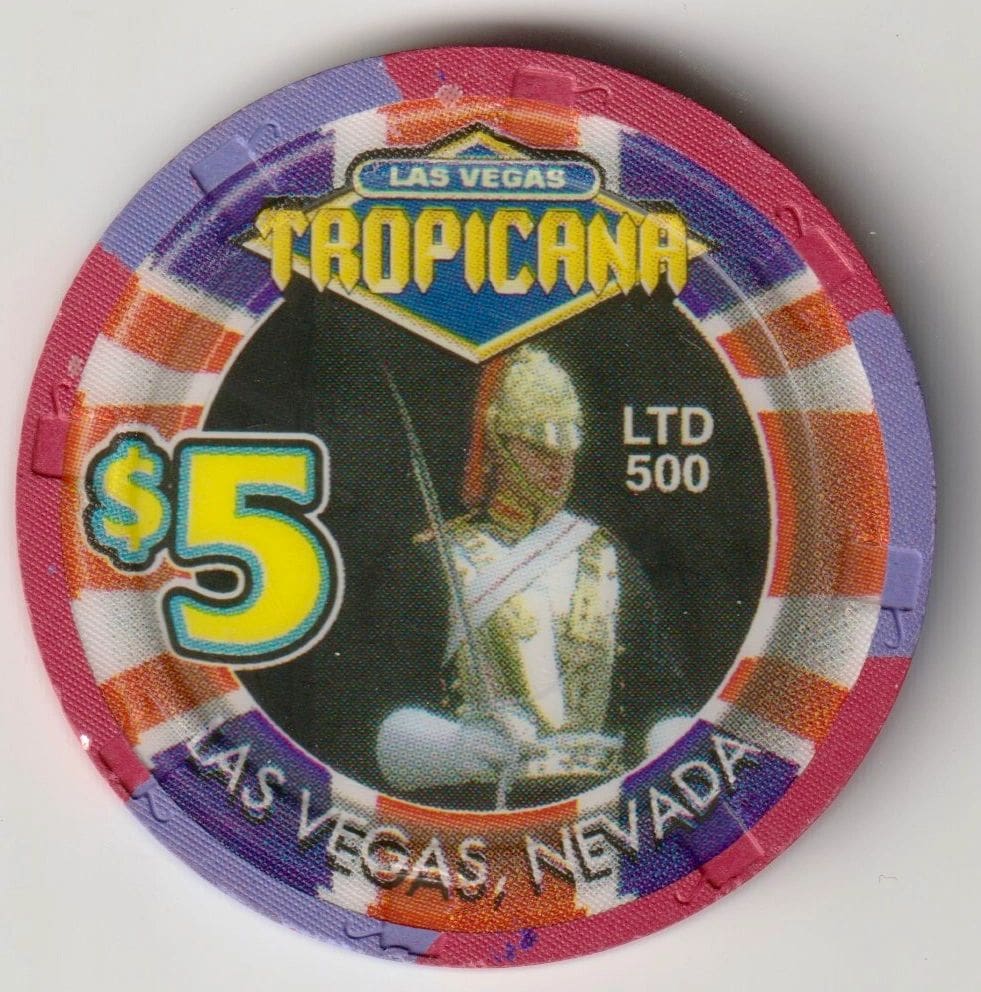 LAS VEGAS
TROPICANA
LTD
500
$5
LAS VEGAS, NEVADA